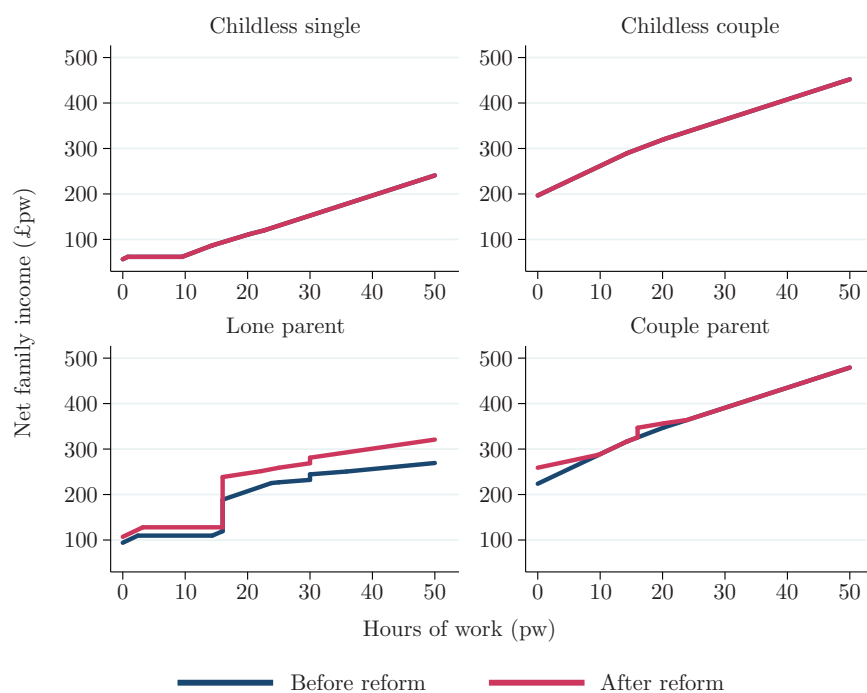 Childless single
Childless couple
500
400
300
200
100
0 10 20 30 40 50
500
400
300
200
100
0 10 20 30 40 50
Lone parent
Couple parent
500
400
300
200
100
0 10 20 30 40 50
500
400
300
200
100
0 10 20 30 40 50
Net family income (£pw)
Hours of work (pw)
Before reform
After reform